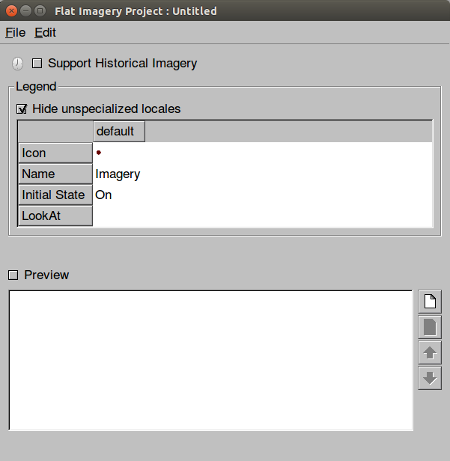 Flat Imagery Project : Untitled
File Edit
Support Historical Imagery
Legend
Hide unspecialized locales
default
Icon
Name Imagery
Initial State On
LookAt
Preview